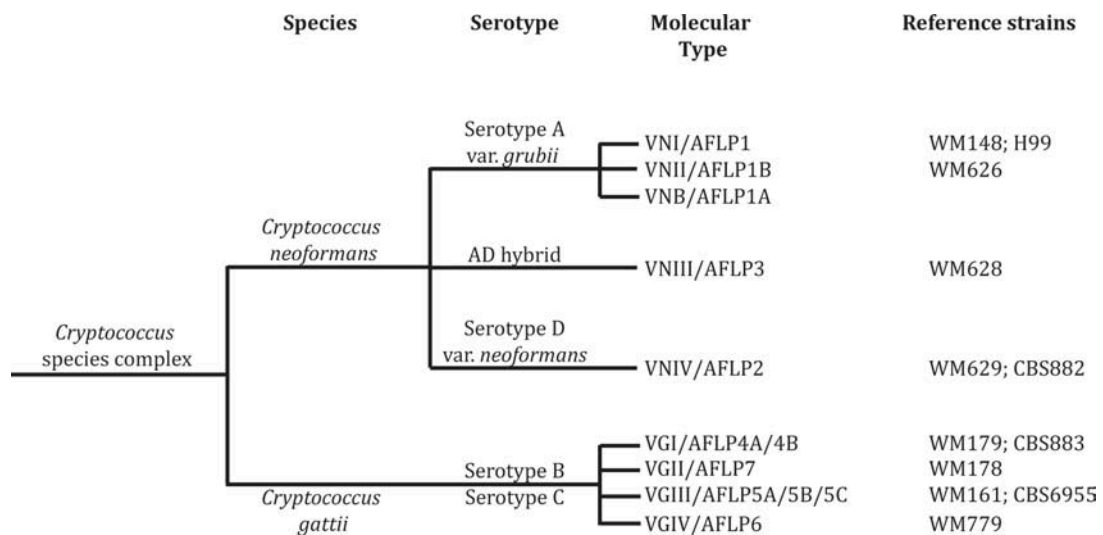 Species Serotype Molecular Type Reference strains
Serotype A
var. grubii
VNI/AFLP1 WM148; H99
VNII/AFLP1B WM626
VNB/AFLP1A
Cryptococcus
neoformans
AD hybrid
VNIII/AFLP3 WM628
Serotype D
var. neoformans
VNIV/AFLP2 WM629; CBS882
Cryptococcus
species complex
VGI/AFLP4A/4B WM179; CBS883
Serotype B
VGII/AFLP7 WM178
Serotype C
VGIII/AFLP5A/5B/5C WM161; CBS6955
Cryptococcus
gattii
VGIV/AFLP6 WM779